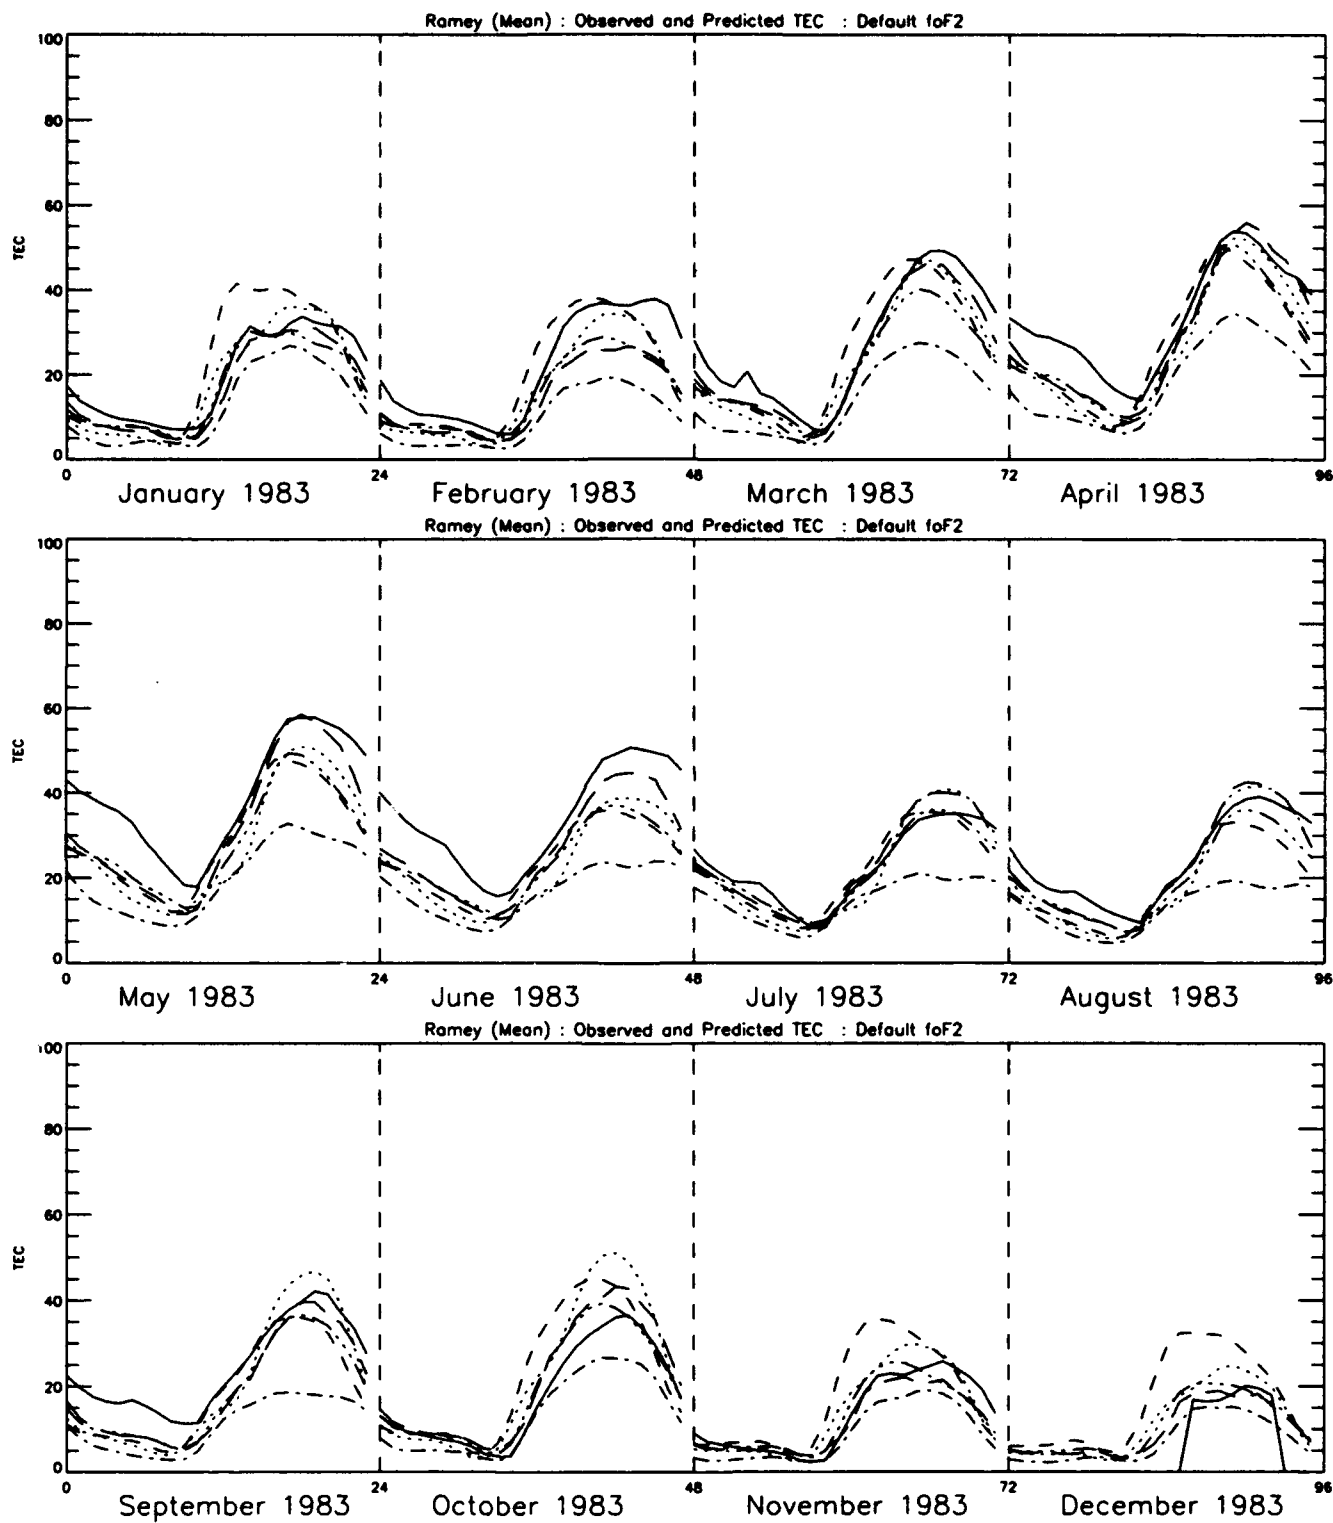 Ramey (Mean) : Observed and Predicted TEC : Default foF2
100
80
60
40
20
0
TEC
0 24 48 72 96
January 1983 February 1983 March 1983 April 1983
Ramey (Mean) : Observed and Predicted TEC : Default foF2
100
80
60
40
20
0
TEC
0 24 48 72 96
May 1983 June 1983 July 1983 August 1983
Ramey (Mean) : Observed and Predicted TEC : Default foF2
100
80
60
40
20
0
TEC
0 24 48 72 96
September 1983 October 1983 November 1983 December 1983